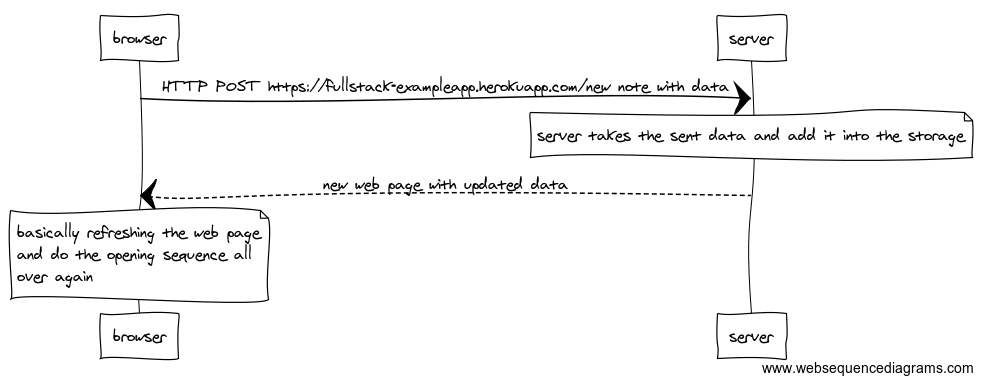 browser
server
HTTP POST https://fullstack-exampleapp.herokuapp.com/new note with data
server takes the sent data and add it into the storage
new web page with updated data
basically refreshing the web page
and do the opening sequence all
over again
browser
server
www.websequencediagrams.com